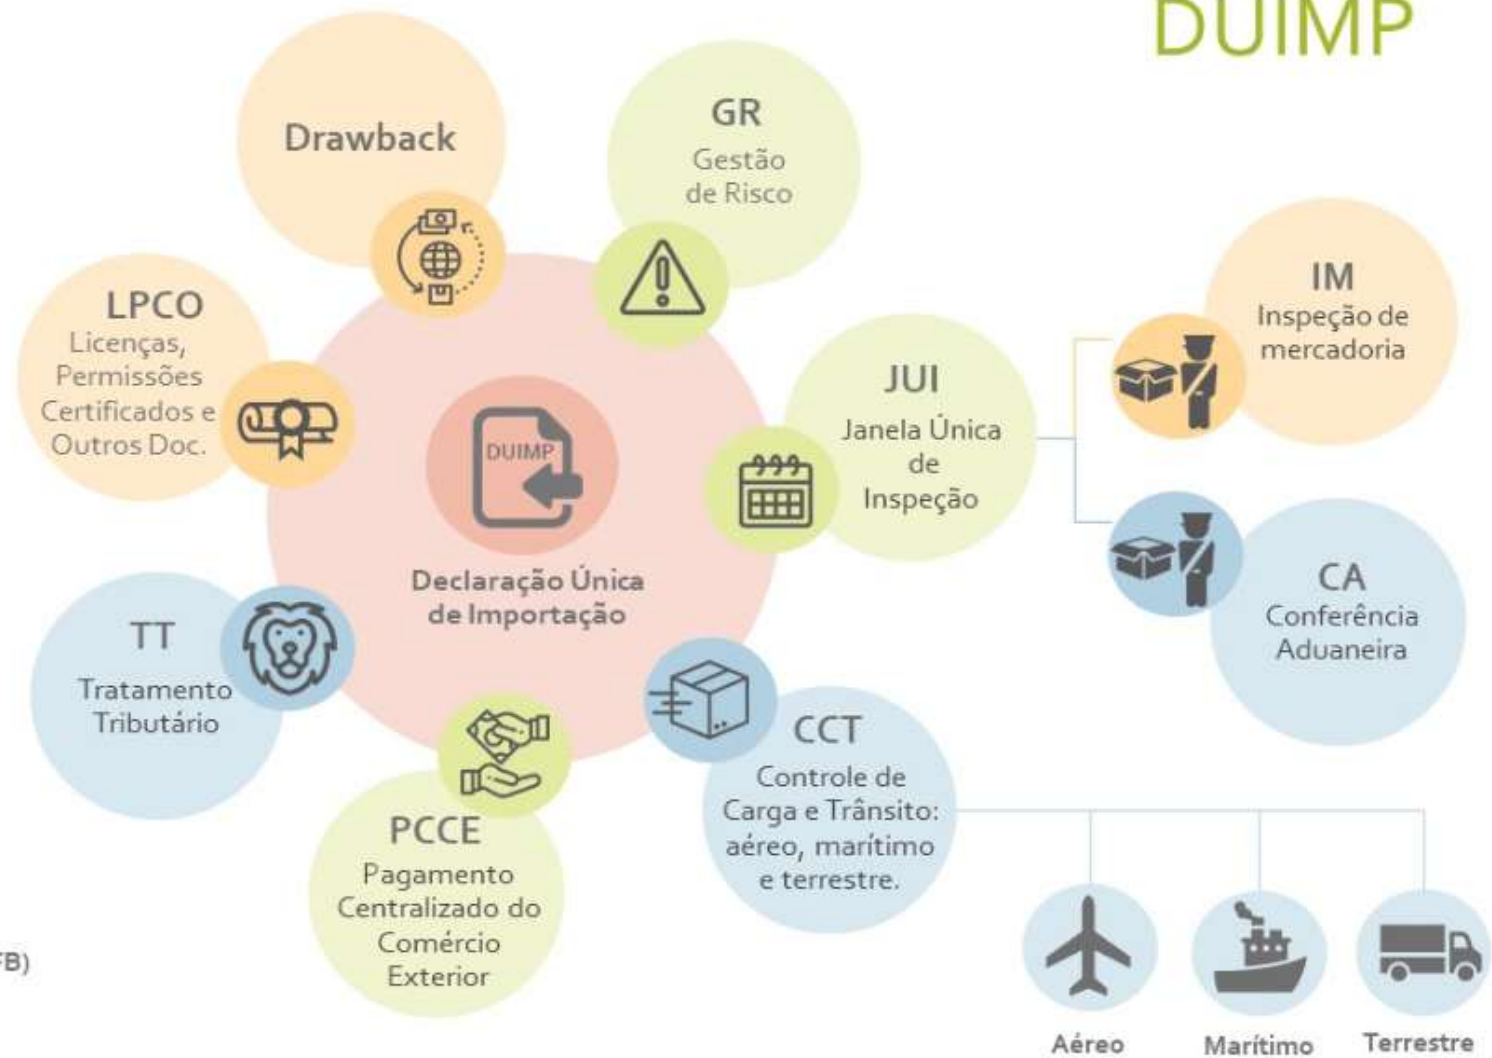 DUIMP
Drawback
GR
Gestão
de Risco
LPCO
Licenças,
Permissões
Certificados e
Outros Doc.
DUIMP
Declaração Única
de Importação
JUI
Janela Única
de
Inspeção
IM
Inspeção de
mercadoria
CA
Conferência
Aduaneira
TT
Tratamento
Tributário
PCCE
Pagamento
Centralizado do
Comércio
Exterior
CCT
Controle de
Carga e Trânsito:
aéreo, marítimo
e terrestre.
FB)
Aéreo
Marítimo
Terrestre